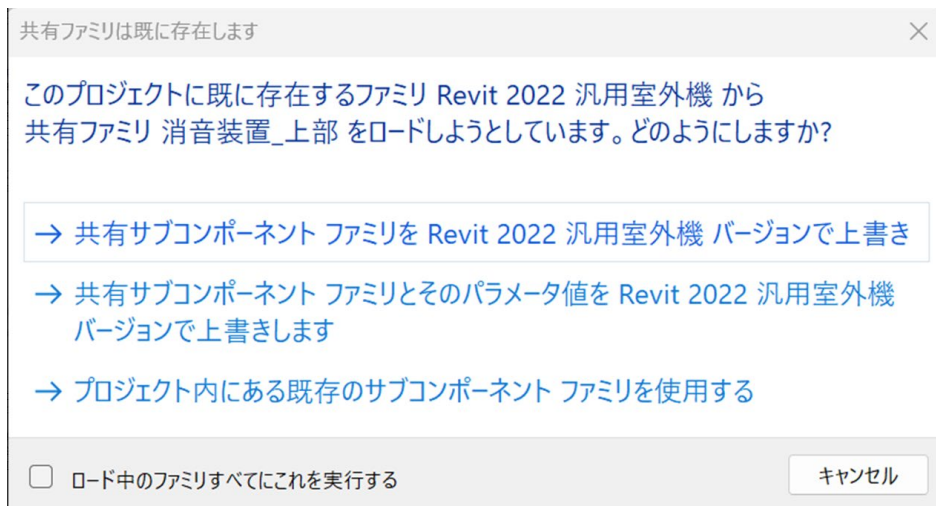 共有ファミリは既に存在します
このプロジェクトに既に存在するファミリ Revit 2022 汎用室外機 から
共有ファミリ 消音装置_上部 をロードしようとしています。どのようにしますか?
→ 共有サブコンポーネント ファミリを Revit 2022 汎用室外機 バージョンで上書き
→ 共有サブコンポーネント ファミリとそのパラメータ値を Revit 2022 汎用室外機
バージョンで上書きします
→ プロジェクト内にある既存のサブコンポーネント ファミリを使用する
ロード中のファミリすべてにこれを実行する
キャンセル